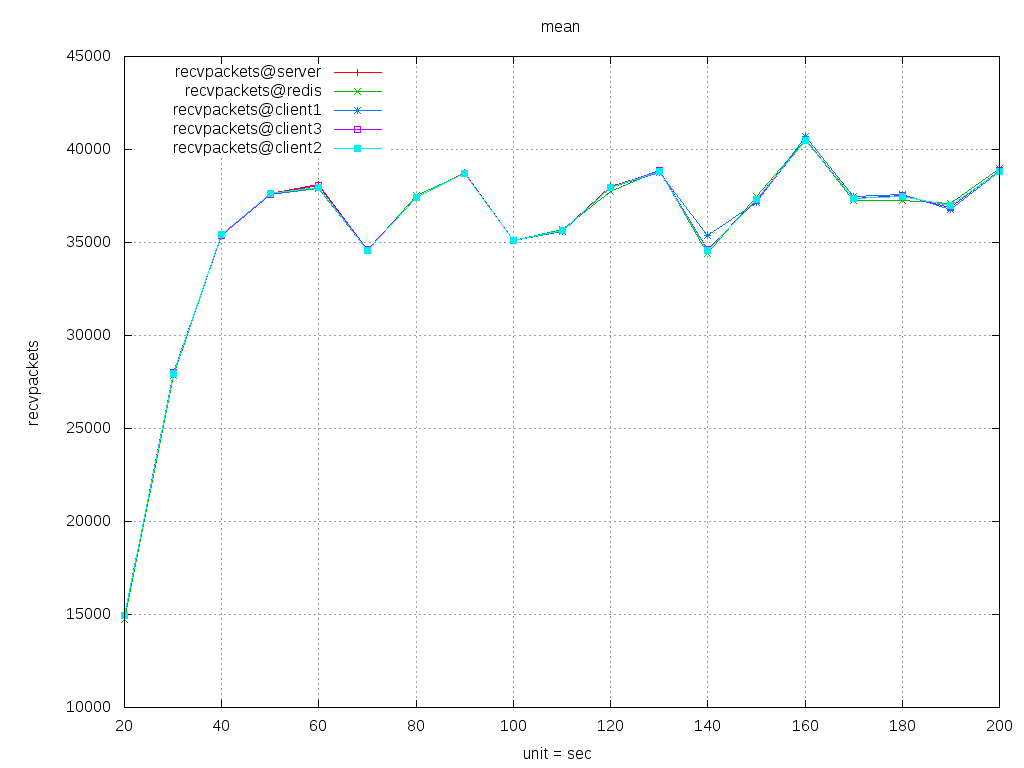 mean
45000
40000
35000
30000
25000
20000
15000
10000
recvpackets
recvpackets@server
recvpackets@redis
recvpackets@client1
recvpackets@client3
recvpackets@client2
20 40 60 80 100 120 140 160 180 200
unit = sec